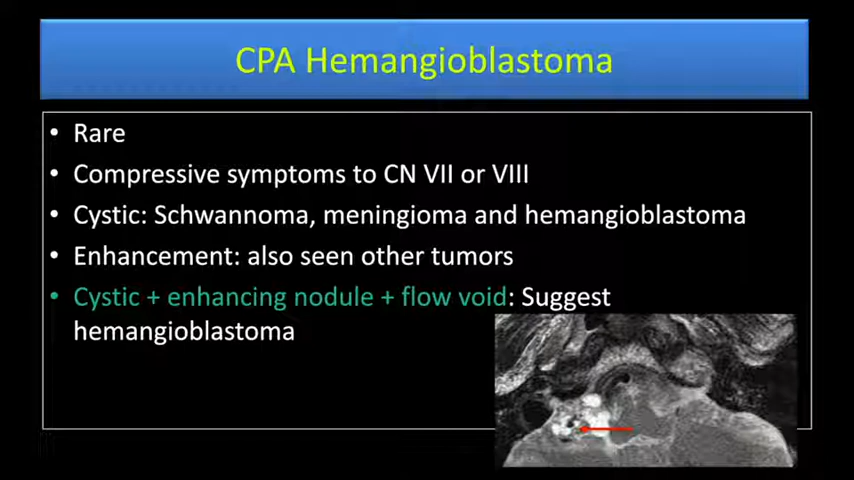 CPA Hemangioblastoma
• Rare
• Compressive symptoms to CN VII or VIII
• Cystic: Schwannoma, meningioma and hemangioblastoma
• Enhancement: also seen other tumors
• Cystic + enhancing nodule + flow void: Suggest
hemangioblastoma